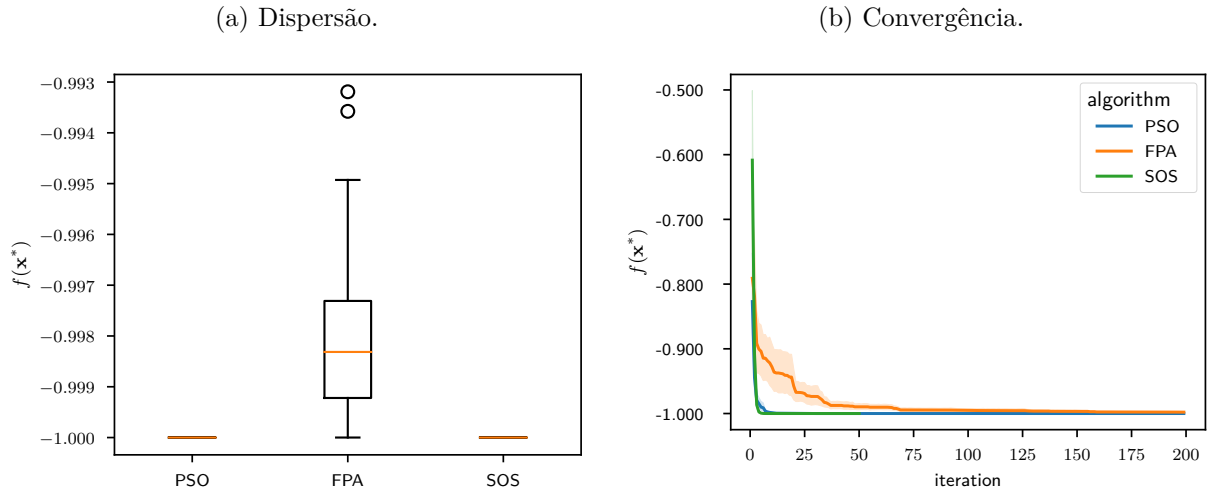 (a) Dispersão.
−0.993
−0.994
−0.995
−0.996
−0.997
−0.998
−0.999
−1.000
f(x*)
PSO FPA SOS
(b) Convergência.
-0.500
-0.600
-0.700
-0.800
-0.900
-1.000
f(x*)
algorithm
PSO
FPA
SOS
0 25 50 75 100 125 150 175 200
iteration